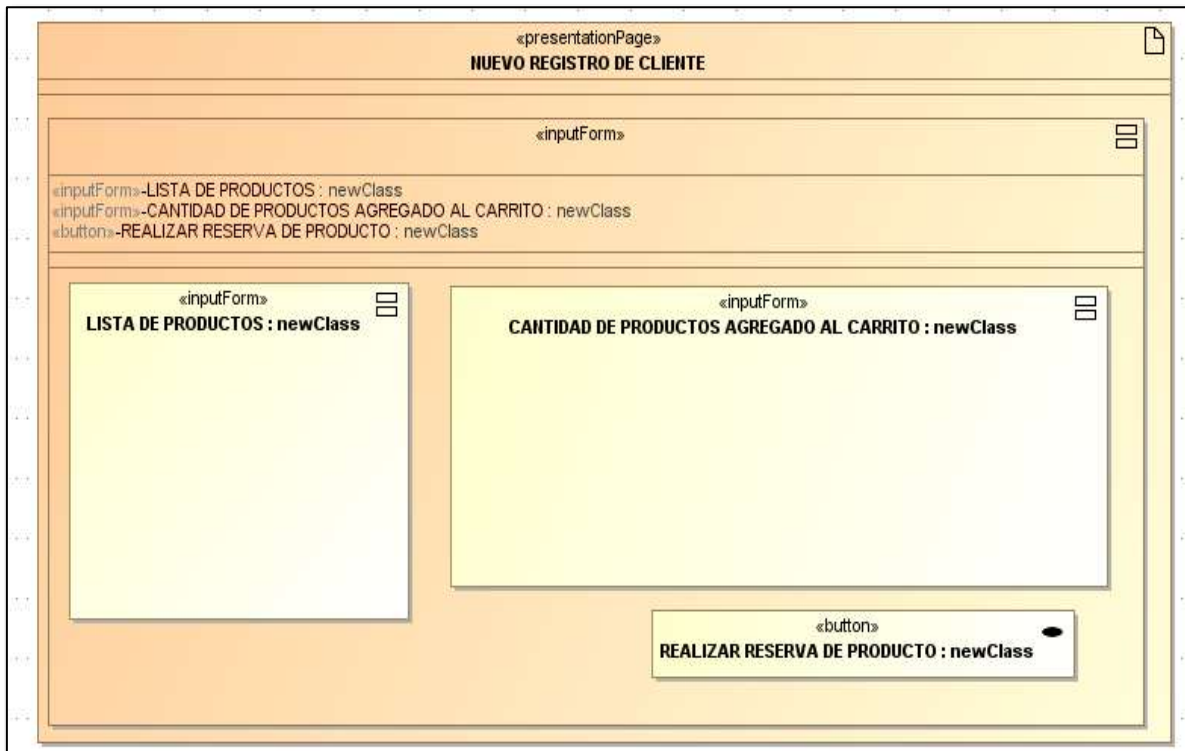 «presentationPage»
NUEVO REGISTRO DE CLIENTE
«inputForm»
«inputForm»-LISTA DE PRODUCTOS : newClass
«inputForm»-CANTIDAD DE PRODUCTOS AGREGADO AL CARRITO : newClass
«button»-REALIZAR RESERVA DE PRODUCTO : newClass
«inputForm»
LISTA DE PRODUCTOS : newClass
«inputForm»
CANTIDAD DE PRODUCTOS AGREGADO AL CARRITO : newClass
«button»
REALIZAR RESERVA DE PRODUCTO : newClass